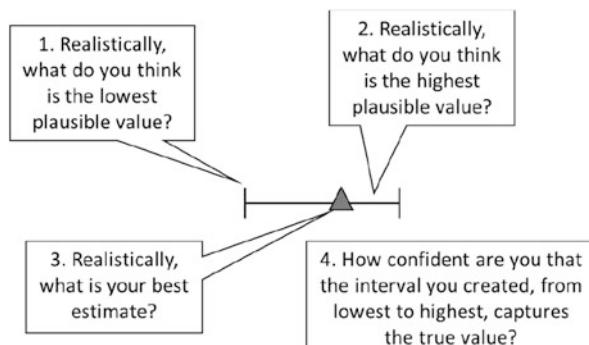 1. Realistically,
what do you think
is the lowest
plausible value?
2. Realistically,
what do you think
is the highest
plausible value?
3. Realistically,
what is your best
estimate?
4. How confident are you that
the interval you created, from
lowest to highest, captures
the true value?